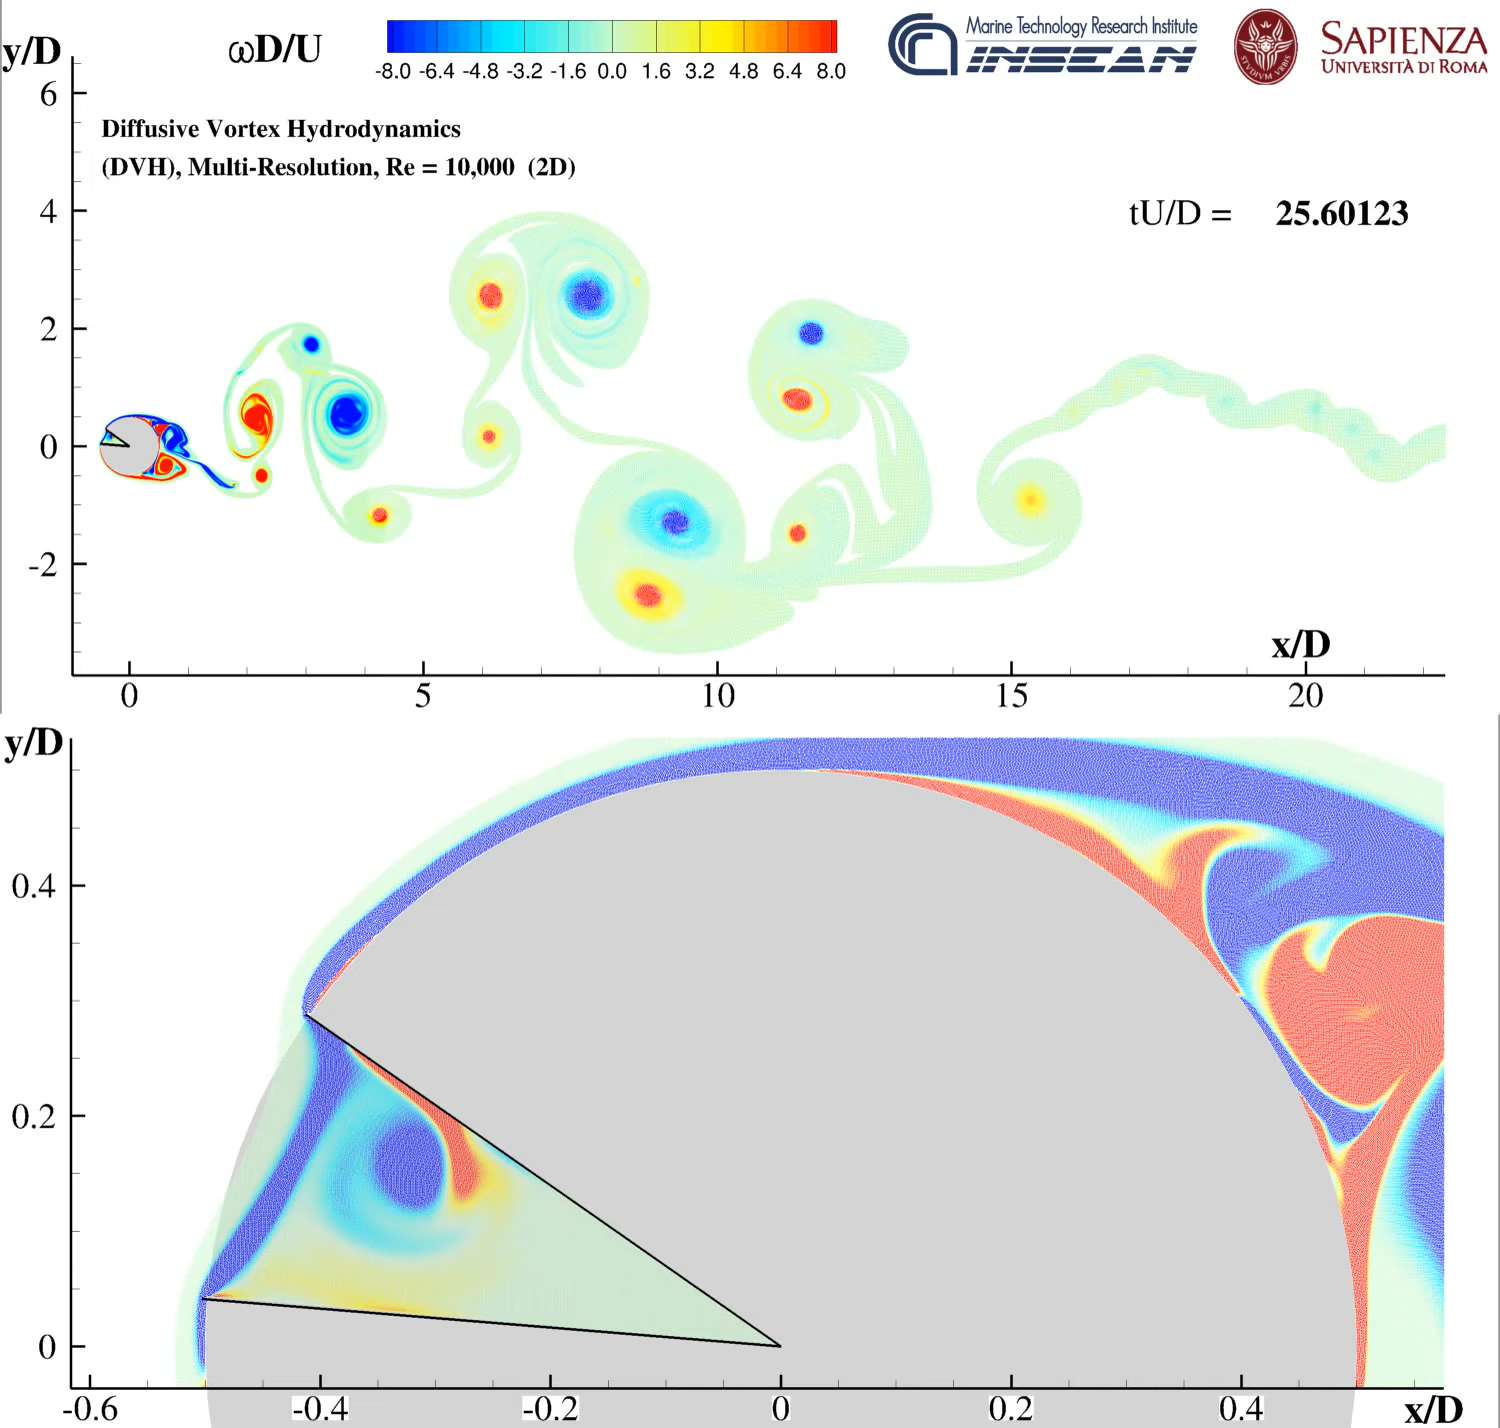 y/D
ωD/U
-8.0 -6.4 -4.8 -3.2 -1.6 0.0 1.6 3.2 4.8 6.4 8.0
Marine Technology Research Institute
INSEAN
STVDIVM VRBIS
SAPIENZA
UNIVERSITÀ DI ROMA
Diffusive Vortex Hydrodynamics
(DVH), Multi-Resolution, Re = 10,000 (2D)
tU/D = 25.60123
6
4
2
0
-2
x/D
0 5 10 15 20
y/D
0.4
0.2
0
-0.6 -0.4 -0.2 0 0.2 0.4 x/D